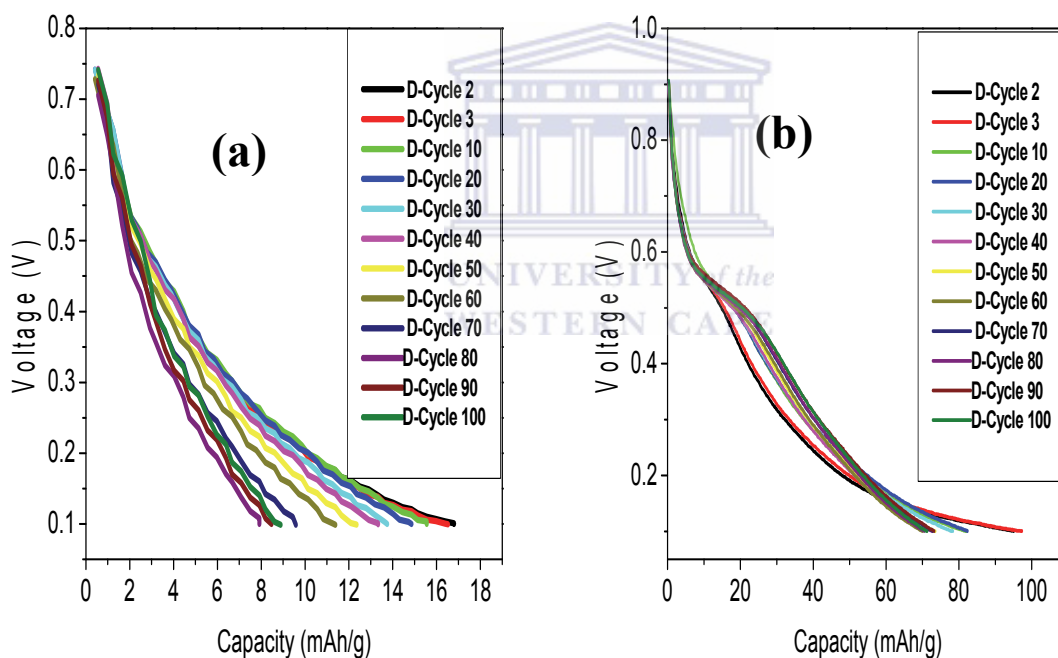 (a)
0.8
0.7
0.6
0.5
0.4
0.3
0.2
0.1
Voltage (V)
0 2 4 6 8 10 12 14 16 18
Capacity (mAh/g)
D-Cycle 2
D-Cycle 3
D-Cycle 10
D-Cycle 20
D-Cycle 30
D-Cycle 40
D-Cycle 50
D-Cycle 60
D-Cycle 70
D-Cycle 80
D-Cycle 90
D-Cycle 100
UNIVERSITY of the
WESTERN CAPE
(b)
1.0
0.8
0.6
0.4
0.2
Voltage (V)
0 20 40 60 80 100
Capacity (mAh/g)
D-Cycle 2
D-Cycle 3
D-Cycle 10
D-Cycle 20
D-Cycle 30
D-Cycle 40
D-Cycle 50
D-Cycle 60
D-Cycle 70
D-Cycle 80
D-Cycle 90
D-Cycle 100